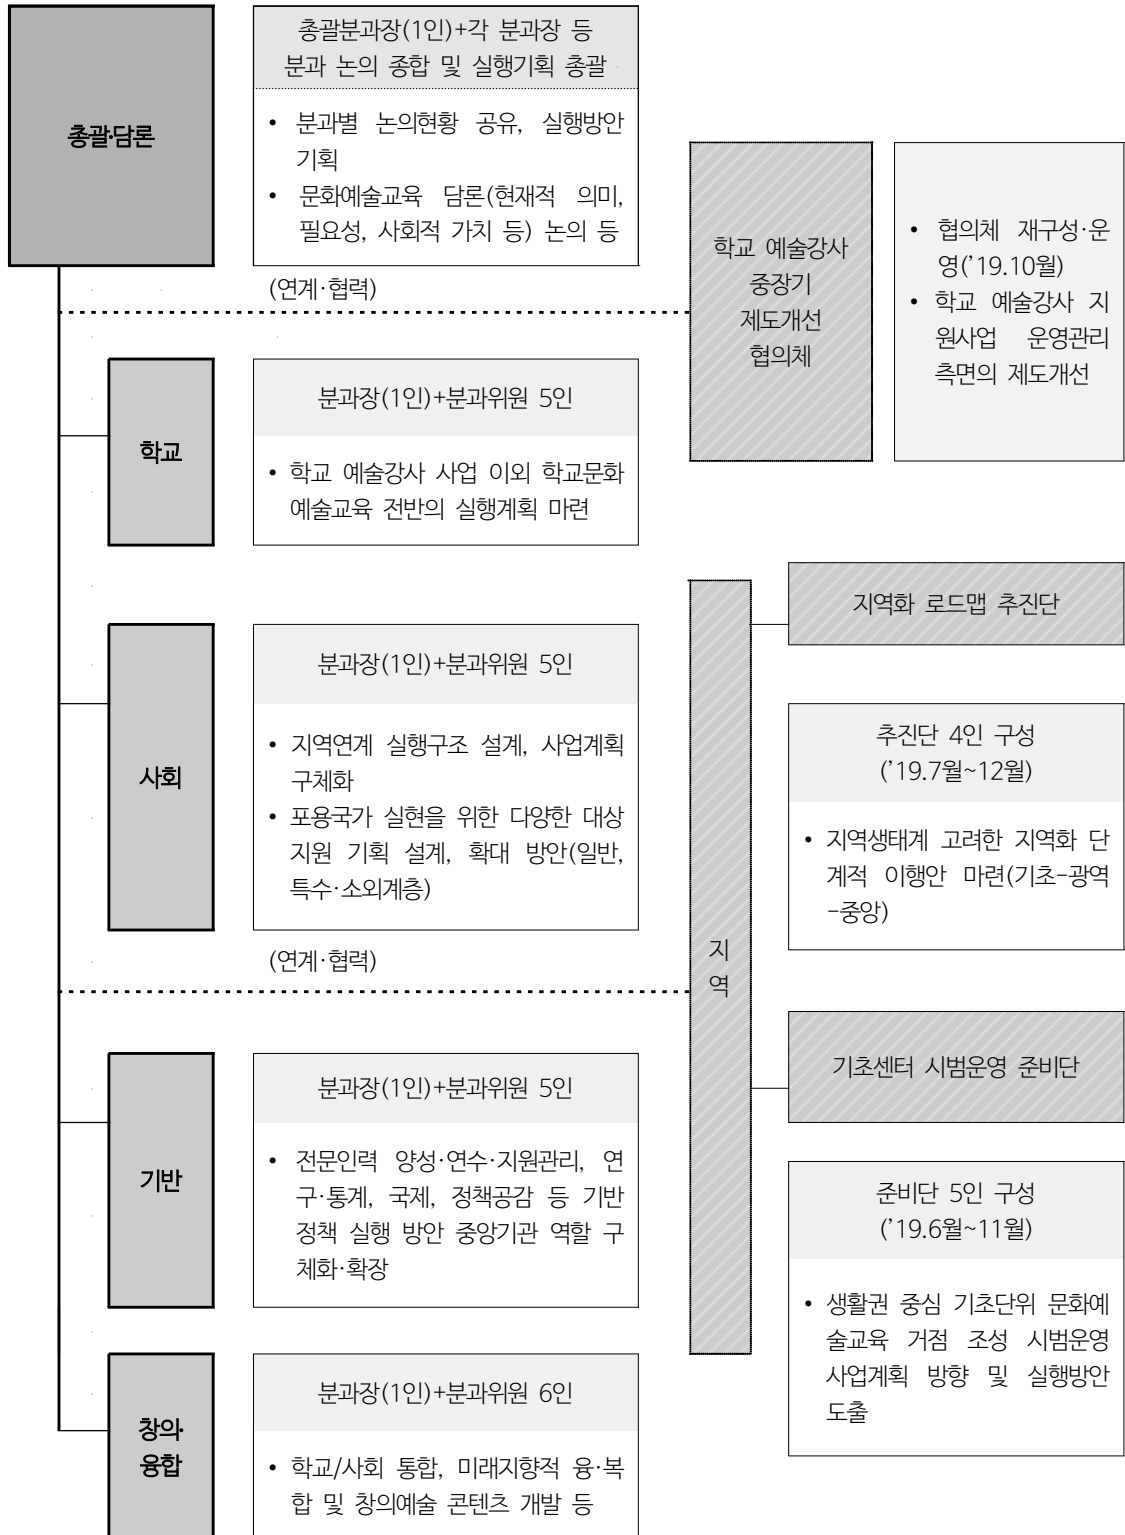 총괄·담론
총괄분과장(1인)+각 분과장 등
분과 논의 종합 및 실행기획 총괄
• 분과별 논의현황 공유, 실행방안
기획
• 문화예술교육 담론(현재적 의미,
필요성, 사회적 가치 등) 논의 등
(연계·협력)
학교 예술강사
중장기
제도개선
협의체
• 협의체 재구성·운
영(’19.10월)
• 학교 예술강사 지
원사업 운영관리
측면의 제도개선
학교
분과장(1인)+분과위원 5인
• 학교 예술강사 사업 이외 학교문화
예술교육 전반의 실행계획 마련
사회
분과장(1인)+분과위원 5인
• 지역연계 실행구조 설계, 사업계획
구체화
• 포용국가 실현을 위한 다양한 대상
지원 기획 설계, 확대 방안(일반,
특수·소외계층)
(연계·협력)
지
역
지역화 로드맵 추진단
추진단 4인 구성
(’19.7월~12월)
• 지역생태계 고려한 지역화 단
계적 이행안 마련(기초-광역
-중앙)
기초센터 시범운영 준비단
준비단 5인 구성
(’19.6월~11월)
• 생활권 중심 기초단위 문화예
술교육 거점 조성 시범운영
사업계획 방향 및 실행방안
도출
기반
분과장(1인)+분과위원 5인
• 전문인력 양성·연수·지원관리, 연
구·통계, 국제, 정책공감 등 기반
정책 실행 방안 중앙기관 역할 구
체화·확장
창의·
융합
분과장(1인)+분과위원 6인
• 학교/사회 통합, 미래지향적 융·복
합 및 창의예술 콘텐츠 개발 등